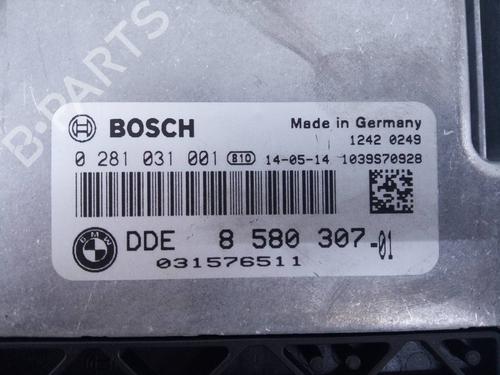 B-PARTS
BOSCH
Made in Germany
1242 0249
0 281 031 001 B10 14-05-14 1039S70928
BMW DDE 8 580 307-01
031576511